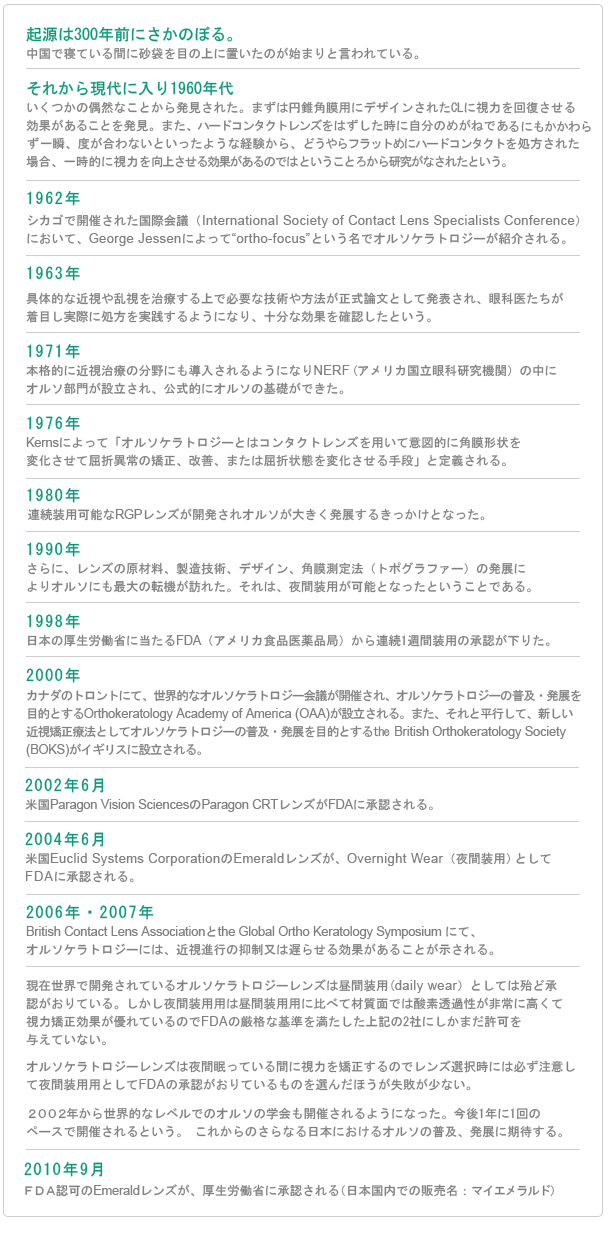 起源は300年前にさかのぼる。
中国で寝ている間に砂袋を目の上に置いたのが始まりと言われている。
それから現代に入り1960年代
いくつかの偶然なことから発見された。まずは円錐角膜用にデザインされたCLに視力を回復させる
効果があることを発見。また、ハードコンタクトレンズをはずした時に自分のめがねであるにもかかわら
ず一瞬、度が合わないといったような経験から、どうやらフラットめにハードコンタクトを処方された
場合、一時的に視力を向上させる効果があるのではということろから研究がなされたという。
1962年
シカゴで開催された国際会議（International Society of Contact Lens Specialists Conference）
において、George Jessenによって“ortho-focus”という名でオルソケラトロジーが紹介される。
1963年
具体的な近視や乱視を治療する上で必要な技術や方法が正式論文として発表され、眼科医たちが
着目し実際に処方を実践するようになり、十分な効果を確認したという。
1971年
本格的に近視治療の分野にも導入されるようになりNERF（アメリカ国立眼科研究機関）の中に
オルソ部門が設立され、公式的にオルソの基礎ができた。
1976年
Kernsによって「オルソケラトロジーとはコンタクトレンズを用いて意図的に角膜形状を
変化させて屈折異常の矯正、改善、または屈折状態を変化させる手段」と定義される。
1980年
連続装用可能なRGPレンズが開発されオルソが大きく発展するきっかけとなった。
1990年
さらに、レンズの原材料、製造技術、デザイン、角膜測定法（トポグラファー）の発展に
よりオルソにも最大の転機が訪れた。それは、夜間装用が可能となったということである。
1998年
日本の厚生労働省に当たるFDA（アメリカ食品医薬品局）から連続1週間装用の承認が下りた。
2000年
カナダのトロントにて、世界的なオルソケラトロジー会議が開催され、オルソケラトロジーの普及・発展を
目的とするOrthokeratology Academy of America (OAA)が設立される。また、それと平行して、新しい
近視矯正療法としてオルソケラトロジーの普及・発展を目的とするthe British Orthokeratology Society
(BOKS)がイギリスに設立される。
2002年6月
米国Paragon Vision SciencesのParagon CRTレンズがFDAに承認される。
2004年6月
米国Euclid Systems CorporationのEmeraldレンズが、Overnight Wear（夜間装用）として
FDAに承認される。
2006年・2007年
British Contact Lens Associationとthe Global Ortho Keratology Symposium にて、
オルソケラトロジーには、近視進行の抑制又は遅らせる効果があることが示される。
現在世界で開発されているオルソケラトロジーレンズは昼間装用（daily wear）としては殆ど承
認がおりている。しかし夜間装用用は昼間装用用に比べて材質面では酸素透過性が非常に高くて
視力矯正効果が優れているのでFDAの厳格な基準を満たした上記の2社にしかまだ許可を
与えていない。
オルソケラトロジーレンズは夜間眠っている間に視力を矯正するのでレンズ選択時には必ず注意し
て夜間装用用としてFDAの承認がおりているものを選んだほうが失敗が少ない。
２００２年から世界的なレベルでのオルソの学会も開催されるようになった。今後1年に1回の
ペースで開催されるという。 これからのさらなる日本におけるオルソの普及、発展に期待する。
2010年9月
ＦＤＡ認可のEmeraldレンズが、厚生労働省に承認される（日本国内での販売名：マイエメラルド）